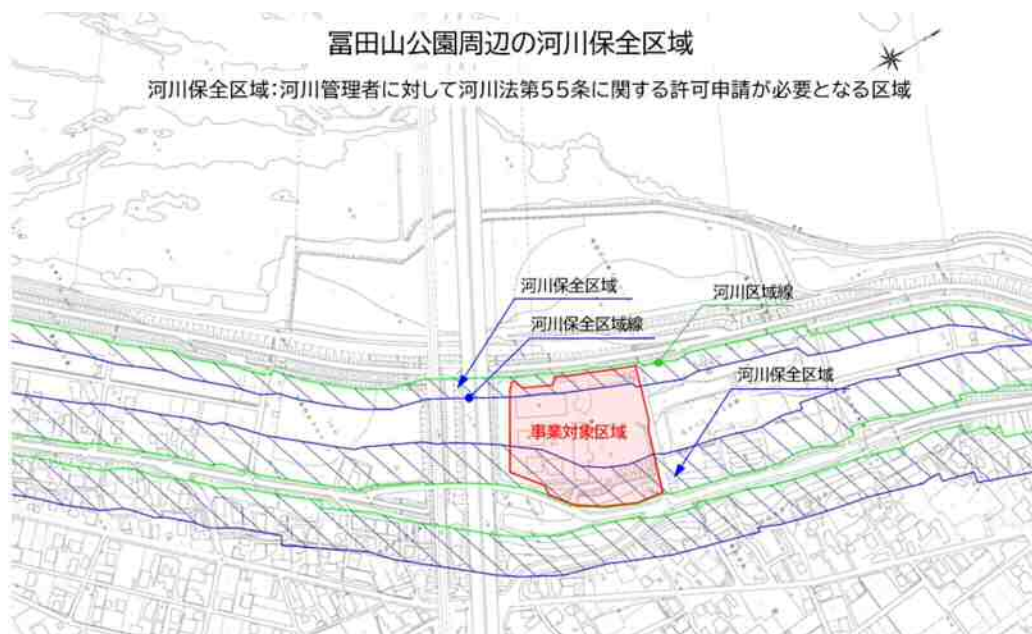 冨田山公園周辺の河川保全区域
河川保全区域:河川管理者に対して河川法第55条に関する許可申請が必要となる区域
河川保全区域
河川区域線
河川保全区域線
河川保全区域
事業対象区域